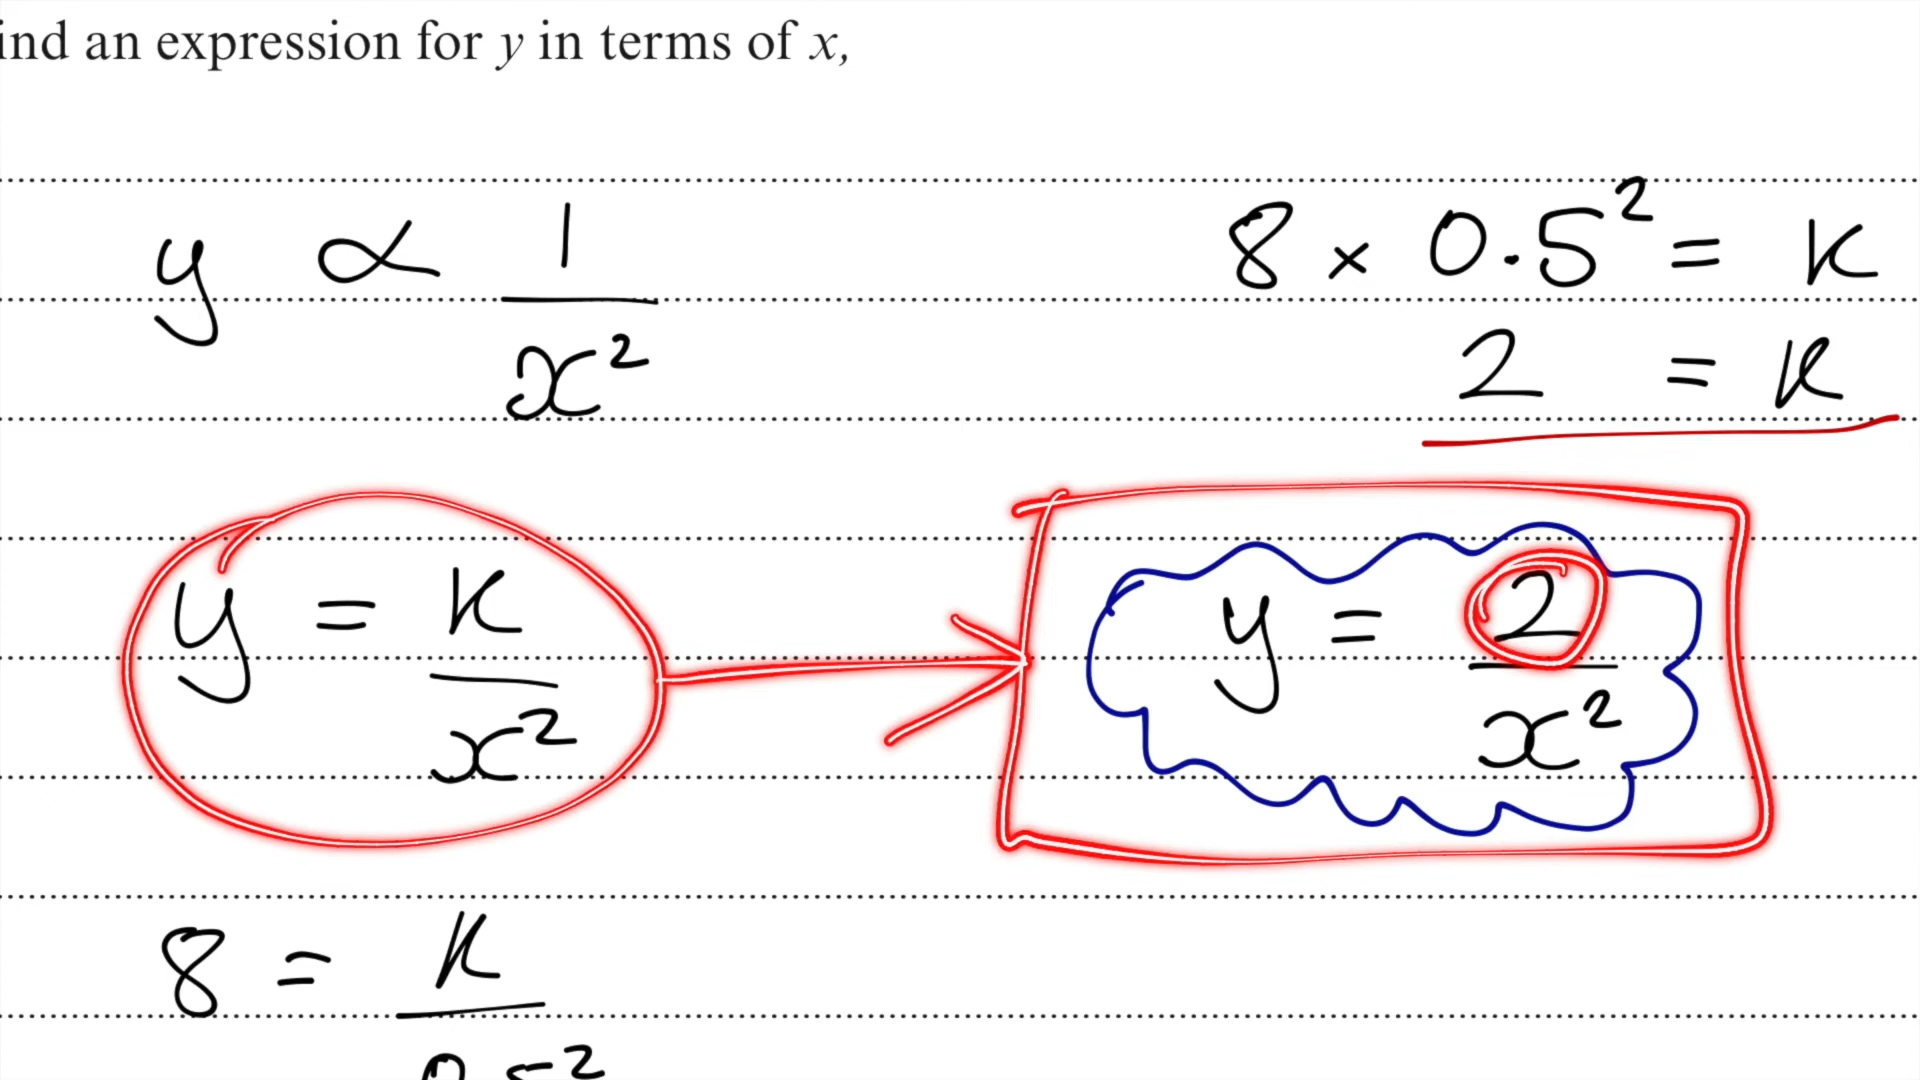 ind an expression for y in terms of x,
y ∝ 1/x²
y = k/x²
8 = k/0.5²
8 × 0.5² = k
2 = k
y = 2/x²